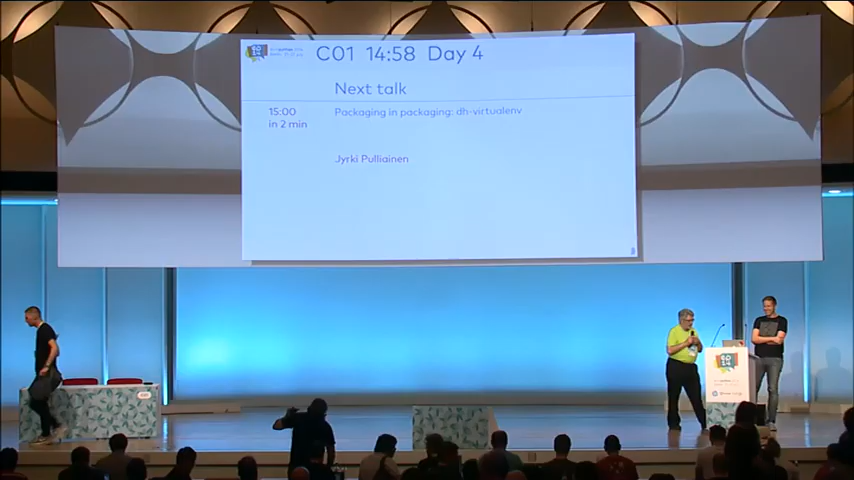 C01 14:58 Day 4
Next talk
15:00
in 2 min
Packaging in packaging: dh-virtualenv
Jyrki Pulliainen